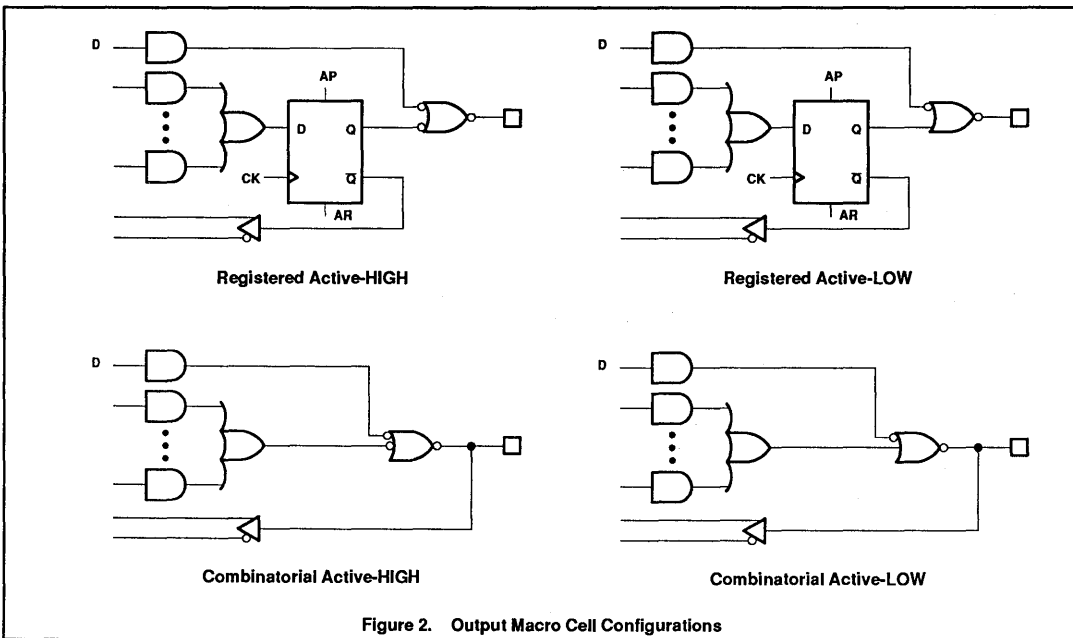 D
AP
D Q
CK Q̅
AR
Registered Active-HIGH
D
AP
D Q
CK Q̅
AR
Registered Active-LOW
D
Combinatorial Active-HIGH
D
Combinatorial Active-LOW
Figure 2. Output Macro Cell Configurations